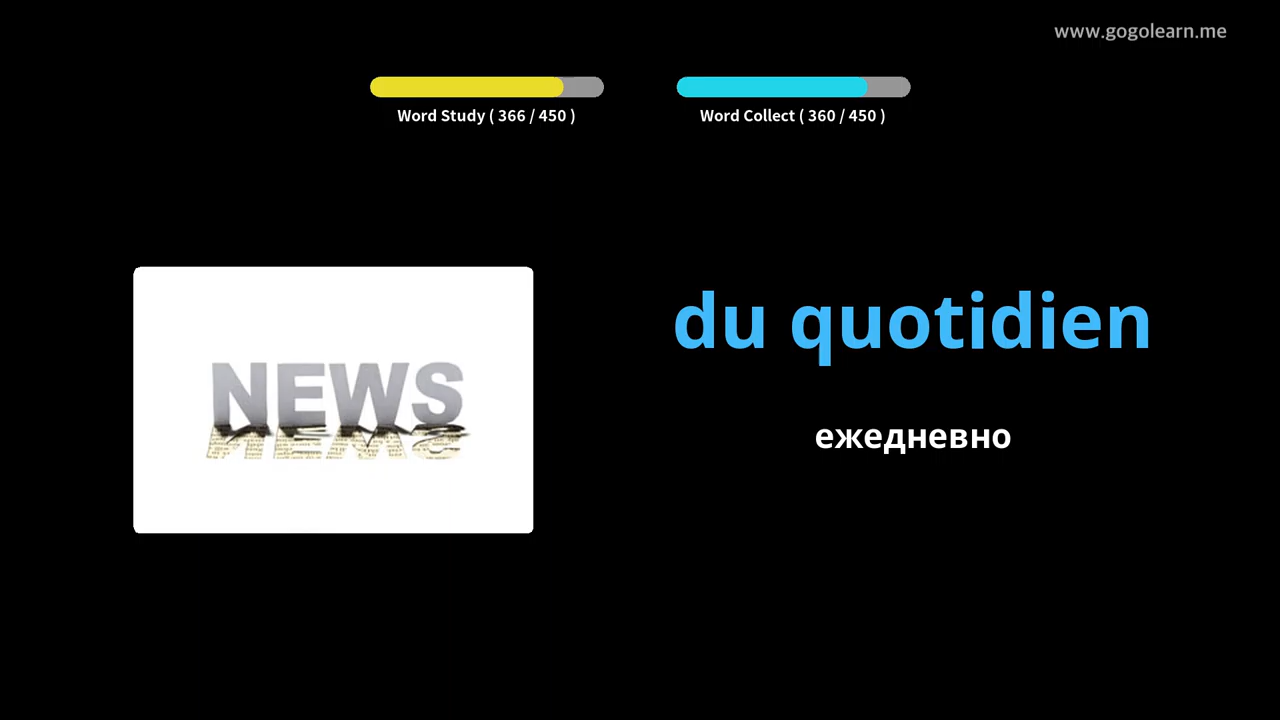 www.gogolearn.me
Word Study ( 366 / 450 )
Word Collect ( 360 / 450 )
du quotidien
ежедневно
NEWS